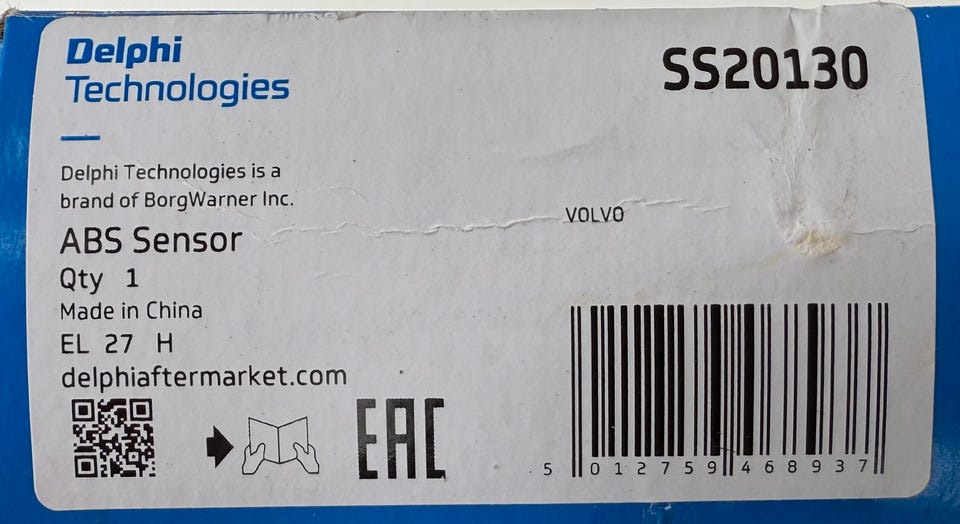 Delphi
Technologies
SS20130
Delphi Technologies is a
brand of BorgWarner Inc.
VOLVO
ABS Sensor
Qty 1
Made in China
EL 27 H
delphiaftermarket.com
EAC
5 012759 468937